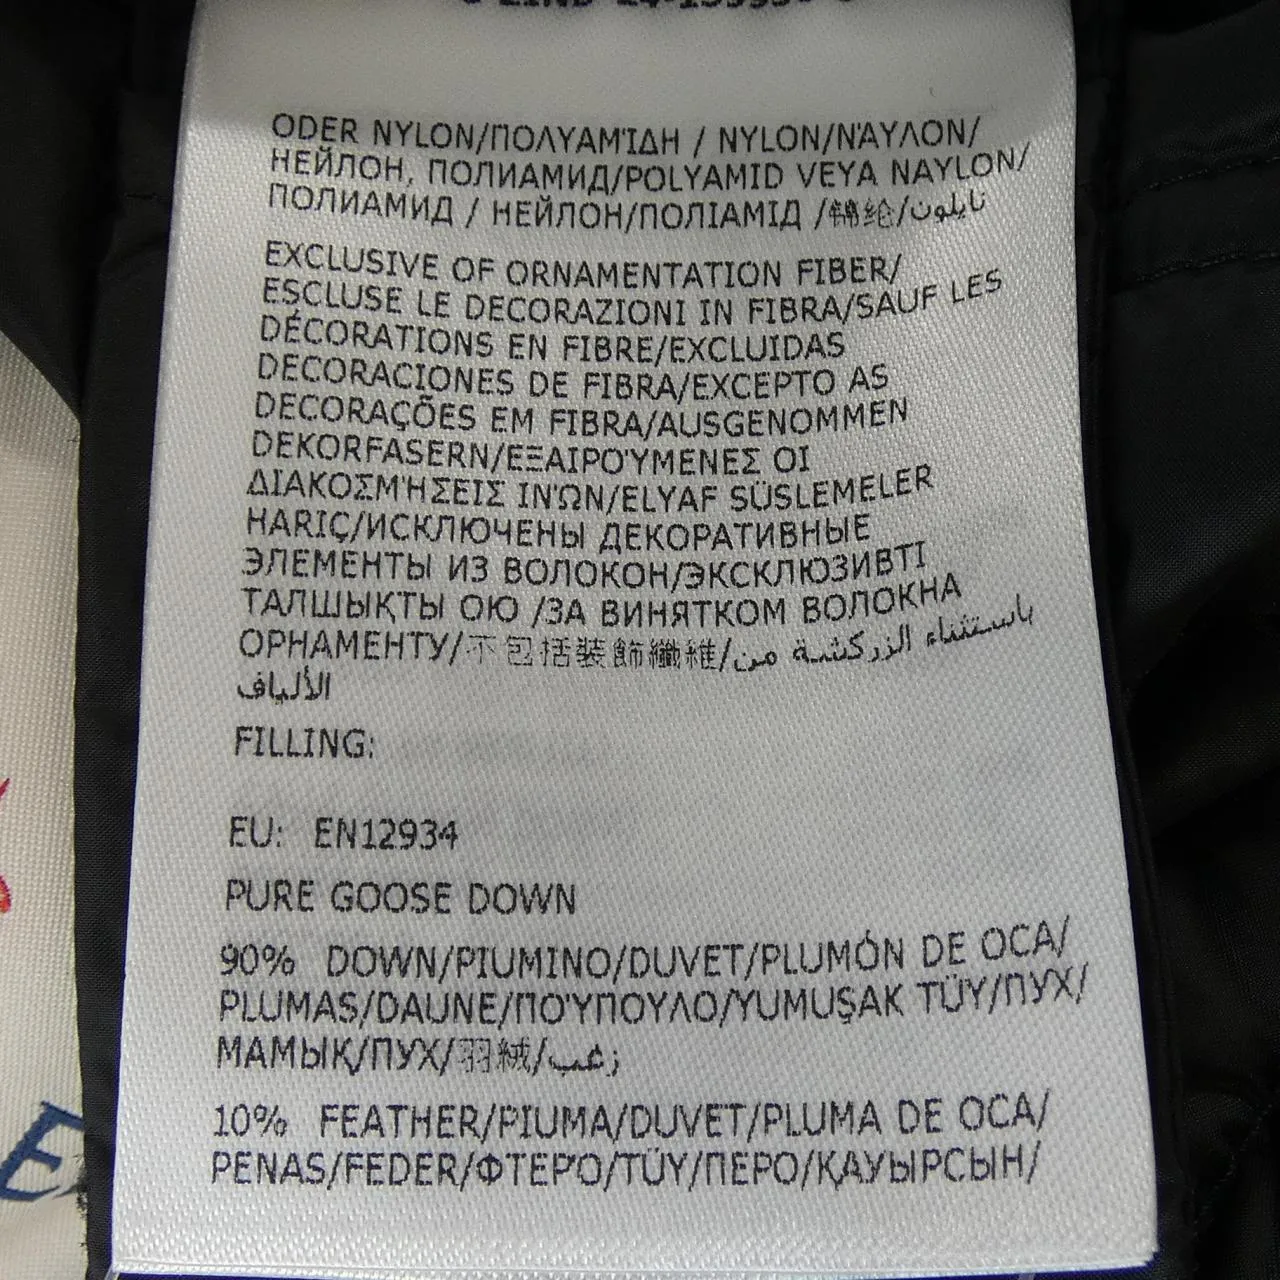 ODER NYLON/ΠΟΛΥΑΜΊΔΗ / NYLON/ΝΆΥΛΟΝ/
НЕЙЛОН, ПОЛИАМИД/POLYAMID VEYA NAYLON/
ПОЛИАМИД / НЕЙЛОН/ПОЛІАМІД /锦纶/نايلون
EXCLUSIVE OF ORNAMENTATION FIBER/
ESCLUSE LE DECORAZIONI IN FIBRA/SAUF LES
DÉCORATIONS EN FIBRE/EXCLUIDAS
DECORACIONES DE FIBRA/EXCEPTO AS
DECORAÇÕES EM FIBRA/AUSGENOMMEN
DEKORFASERN/ΕΞΑΙΡΟΎΜΕΝΕΣ ΟΙ
ΔΙΑΚΟΣΜΉΣΕΙΣ ΙΝΏΝ/ELYAF SÜSLEMELER
HARIÇ/ИСКЛЮЧЕНЫ ДЕКОРАТИВНЫЕ
ЭЛЕМЕНТЫ ИЗ ВОЛОКОН/ЭКСКЛЮЗИВТІ
ТАЛШЫҚТЫ ОЮ /ЗА ВИНЯТКОМ ВОЛОКНА
ОРНАМЕНТУ/不包括装飾纖維/باستثناء الزركشة من
الألياف
FILLING:
EU: EN12934
PURE GOOSE DOWN
90% DOWN/PIUMINO/DUVET/PLUMÓN DE OCA/
PLUMAS/DAUNE/ΠΟΎΠΟΥΛΟ/YUMUŞAK TÜY/ПУХ/
МАМЫҚ/ПУХ/羽絨/زغب
10% FEATHER/PIUMA/DUVET/PLUMA DE OCA/
PENAS/FEDER/ΦΤΕΡΌ/TÜY/ПЕРО/ҚАУЫРСЫН/